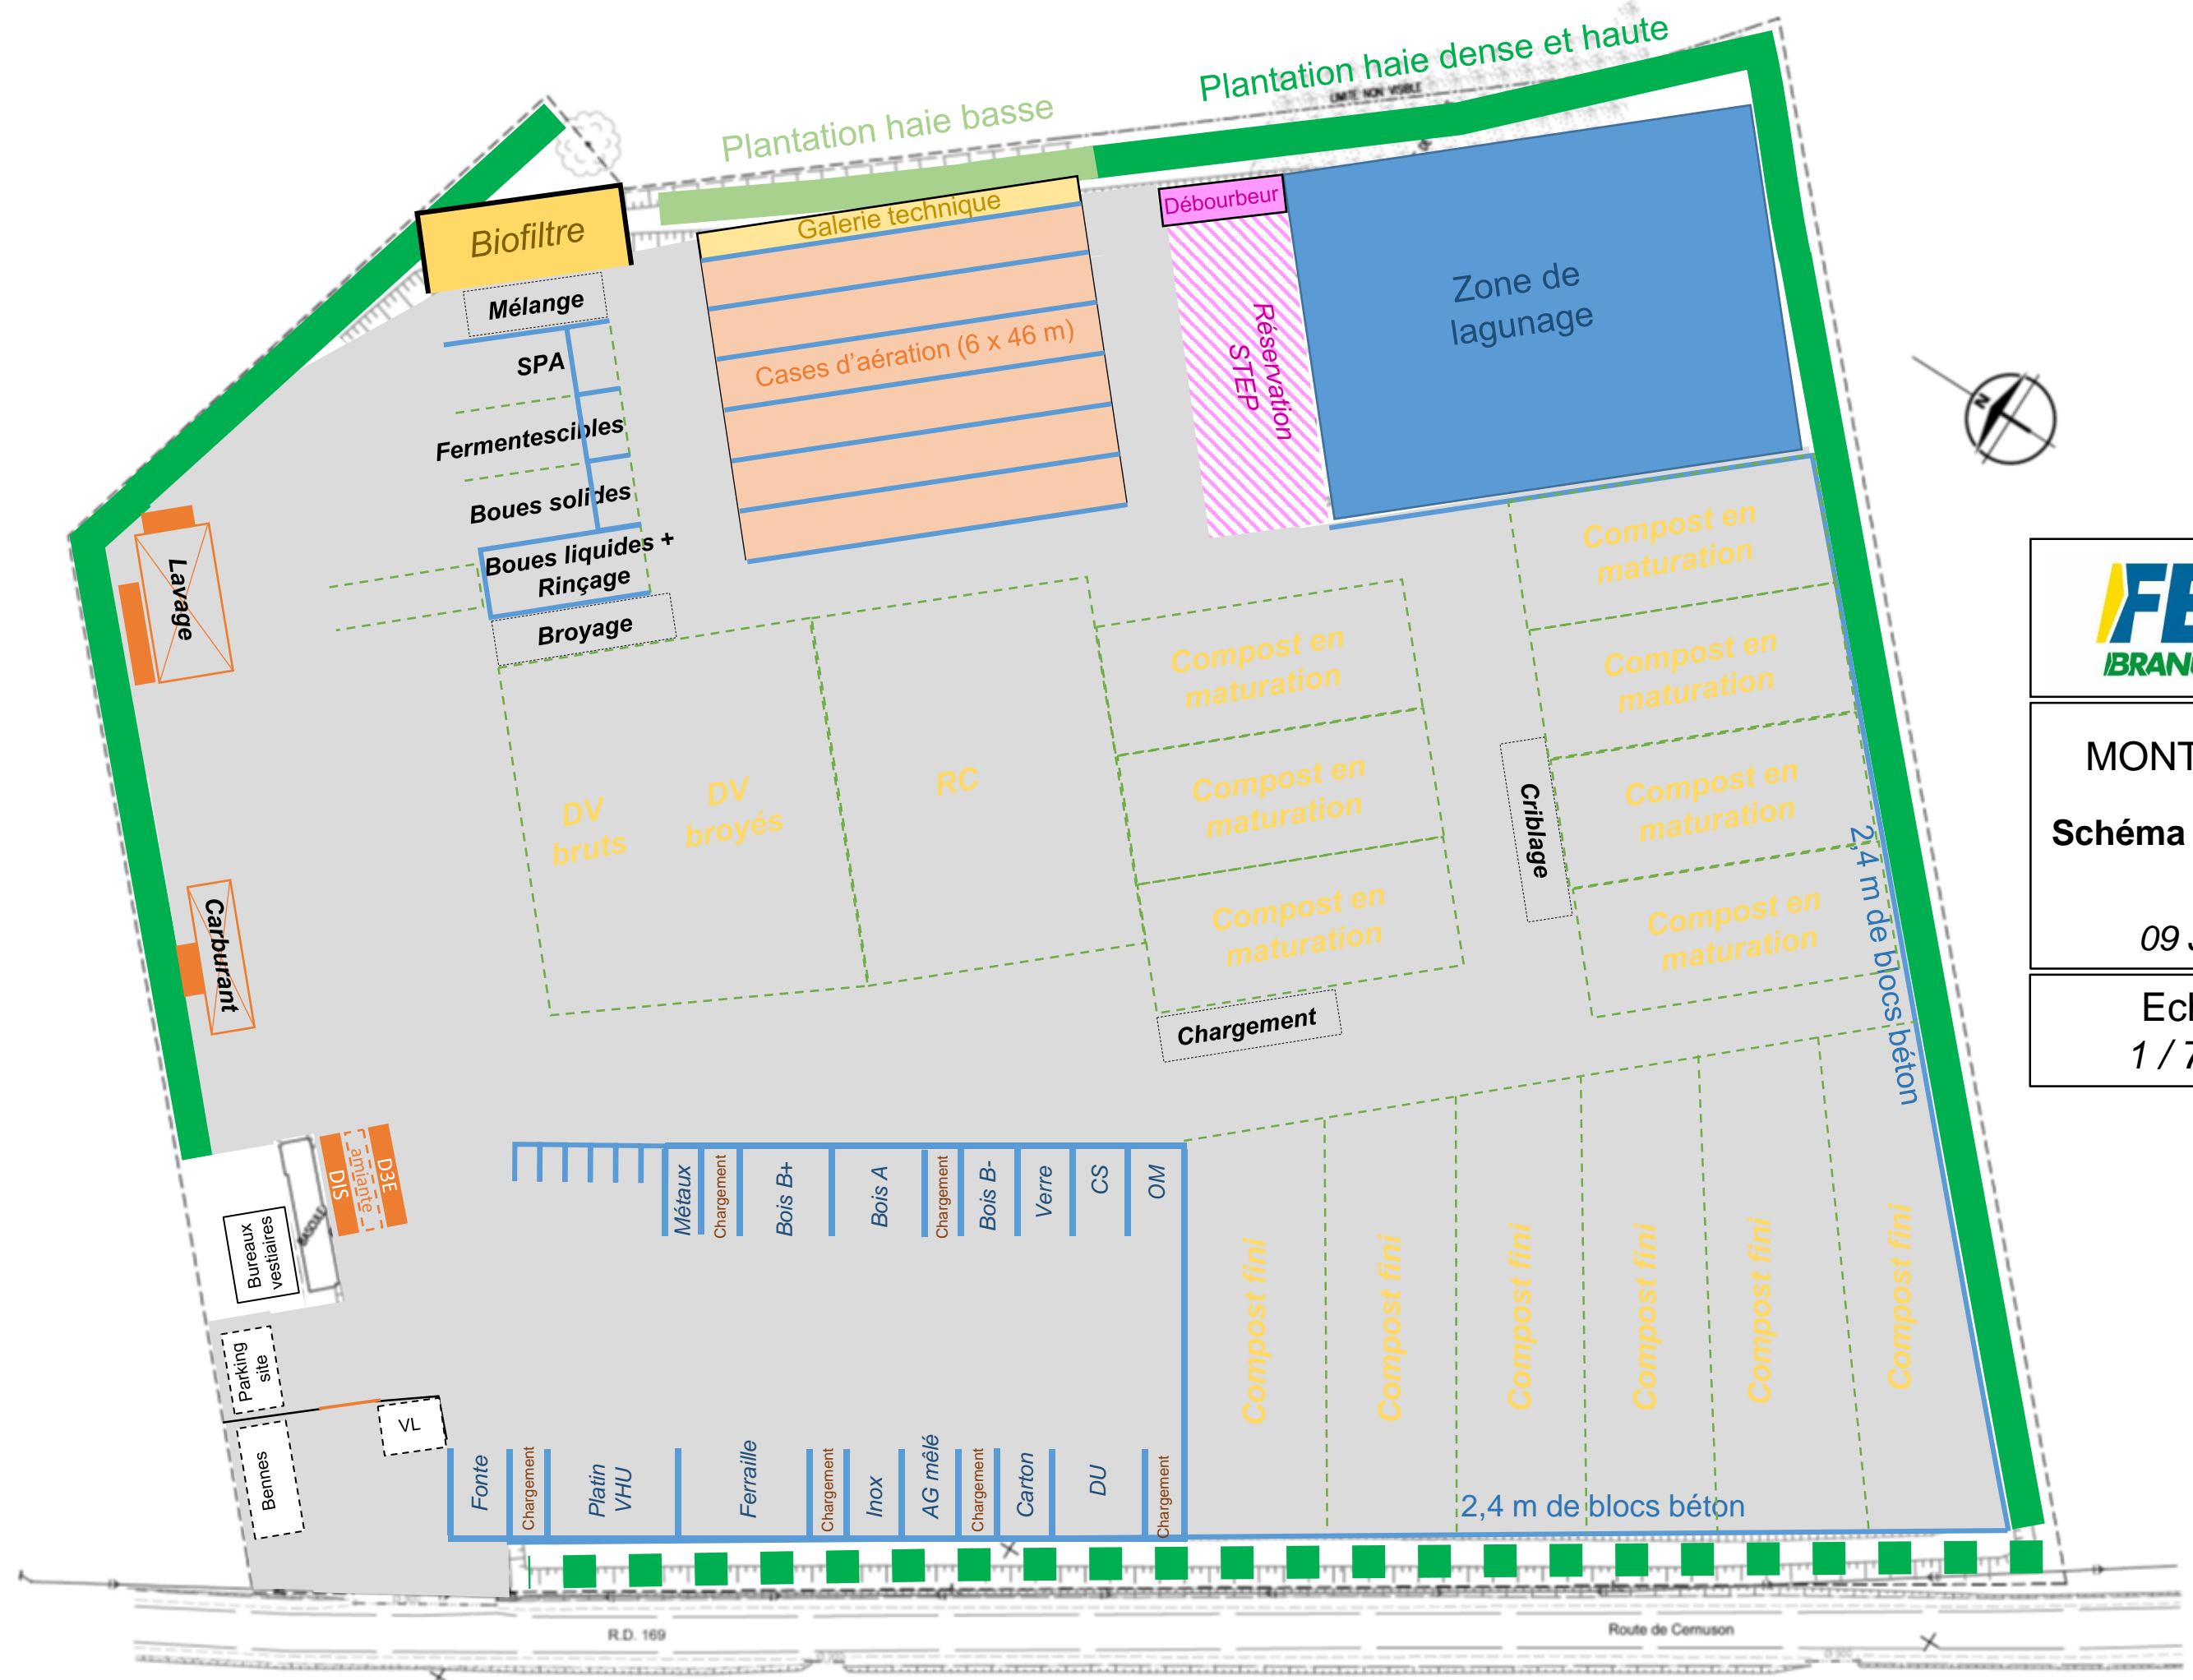 Plantation haie dense et haute
LIMITE NON VISIBLE
Plantation haie basse
Biofiltre
Galerie technique
Débourbeur
Mélange
SPA
Cases d'aération (6 x 46 m)
Réservation
STEP
Zone de
lagunage
N
Fermentescibles
Boues solides
Boues liquides +
Rinçage
Broyage
Lavage
Carburant
DV
bruts
DV
broyés
RC
Compost en
maturation
Compost en
maturation
Compost en
maturation
Compost en
maturation
Compost en
maturation
Compost en
maturation
Compost en
maturation
Criblage
Chargement
2,4 m de blocs béton
FE
BRAN
MONT
Schéma
09
Ech
1 / 7
DIS
amiante
D3E
Bureaux
vestiaires
Parking
site
VL
Bennes
Métaux
Chargement
Bois B+
Bois A
Chargement
Bois B-
Verre
CS
OM
Compost fini
Compost fini
Compost fini
Compost fini
Compost fini
Compost fini
Fonte
Chargement
Platin
VHU
Ferraille
Chargement
Inox
AG mêlé
Chargement
Carton
DU
Chargement
2,4 m de blocs béton
R.D. 169
Route de Cernuson